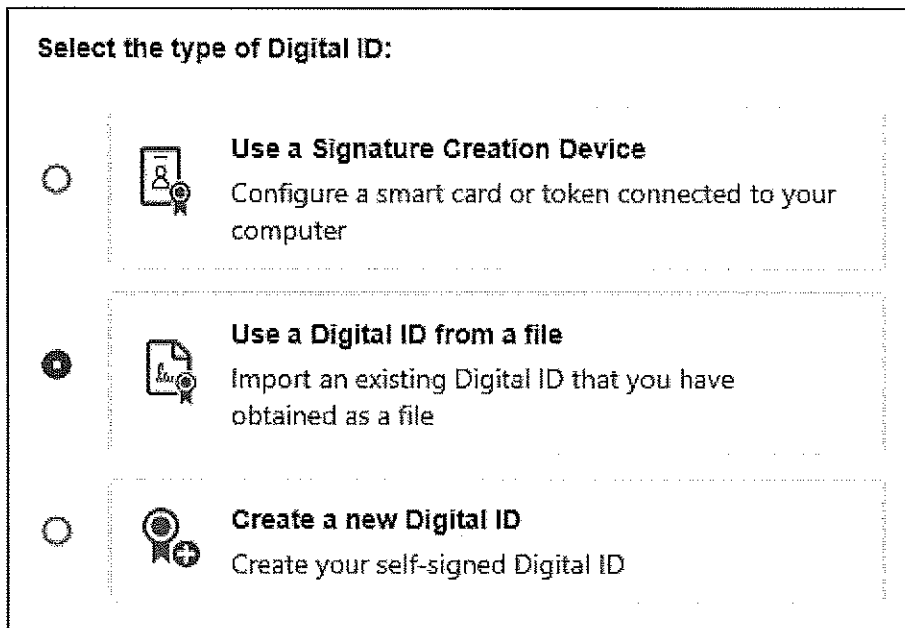 Select the type of Digital ID:
Use a Signature Creation Device
Configure a smart card or token connected to your
computer
Use a Digital ID from a file
Import an existing Digital ID that you have
obtained as a file
Create a new Digital ID
Create your self-signed Digital ID